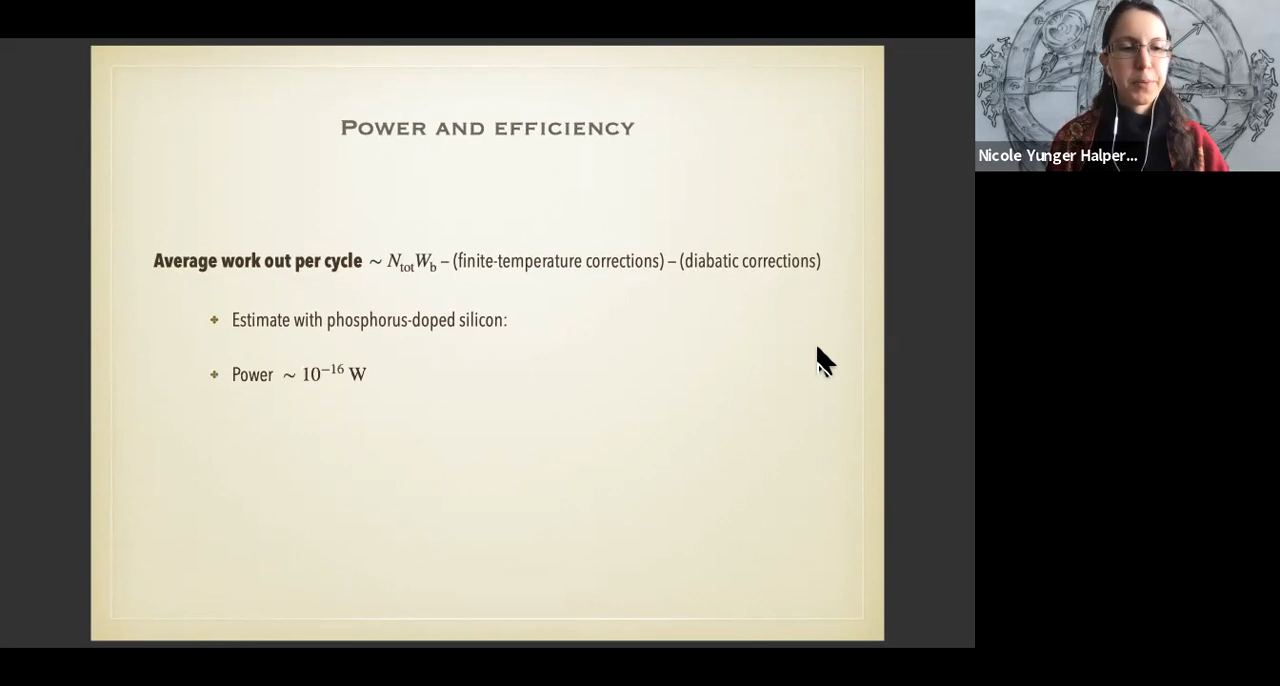 POWER AND EFFICIENCY
Average work out per cycle ~ N_tot W_b – (finite-temperature corrections) – (diabatic corrections)
Estimate with phosphorus-doped silicon:
Power ~ 10⁻¹⁶ W
Nicole Yunger Halper...